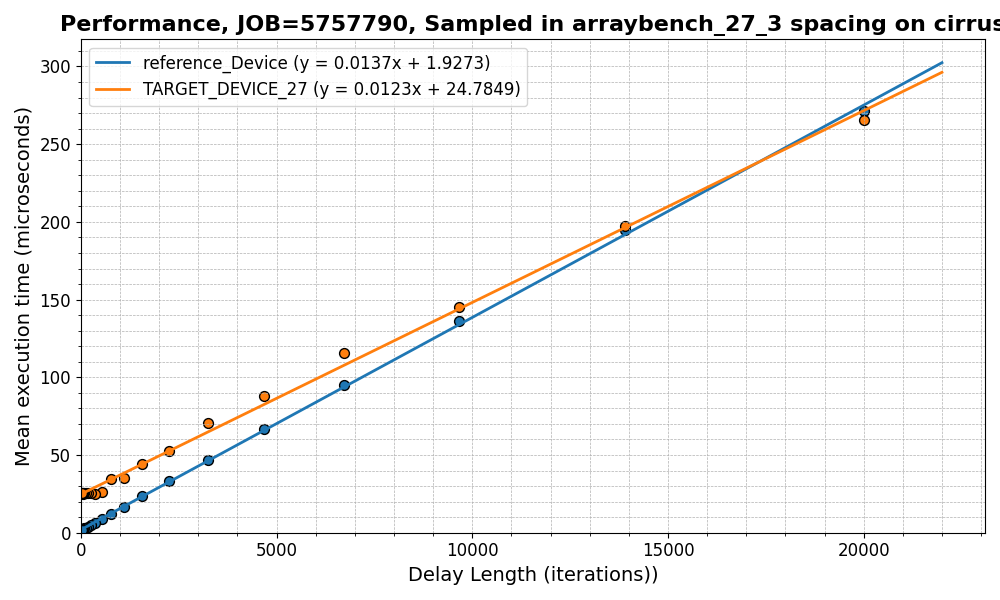 Performance, JOB=5757790, Sampled in arraybench_27_3 spacing on cirrus
reference_Device (y = 0.0137x + 1.9273)
TARGET_DEVICE_27 (y = 0.0123x + 24.7849)
Mean execution time (microseconds)
300
250
200
150
100
50
0
0 5000 10000 15000 20000
Delay Length (iterations))